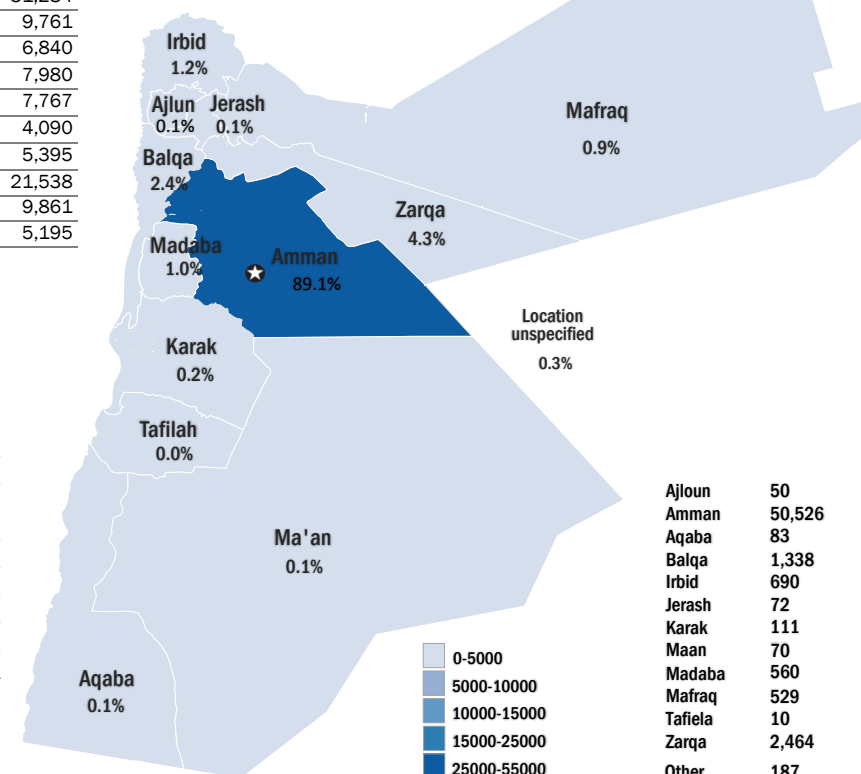 9,761
6,840
7,980
7,767
4,090
5,395
21,538
9,861
5,195
Irbid
1.2%
Ajlun
0.1%
Jerash
0.1%
Mafraq
0.9%
Balqa
2.4%
Zarqa
4.3%
Madaba
1.0%
Amman
89.1%
Location
unspecified
0.3%
Karak
0.2%
Tafilah
0.0%
Ma'an
0.1%
Aqaba
0.1%
0-5000
5000-10000
10000-15000
15000-25000
25000-55000
Ajloun 50
Amman 50,526
Aqaba 83
Balqa 1,338
Irbid 690
Jerash 72
Karak 111
Maan 70
Madaba 560
Mafraq 529
Tafiela 10
Zarqa 2,464
Other 187